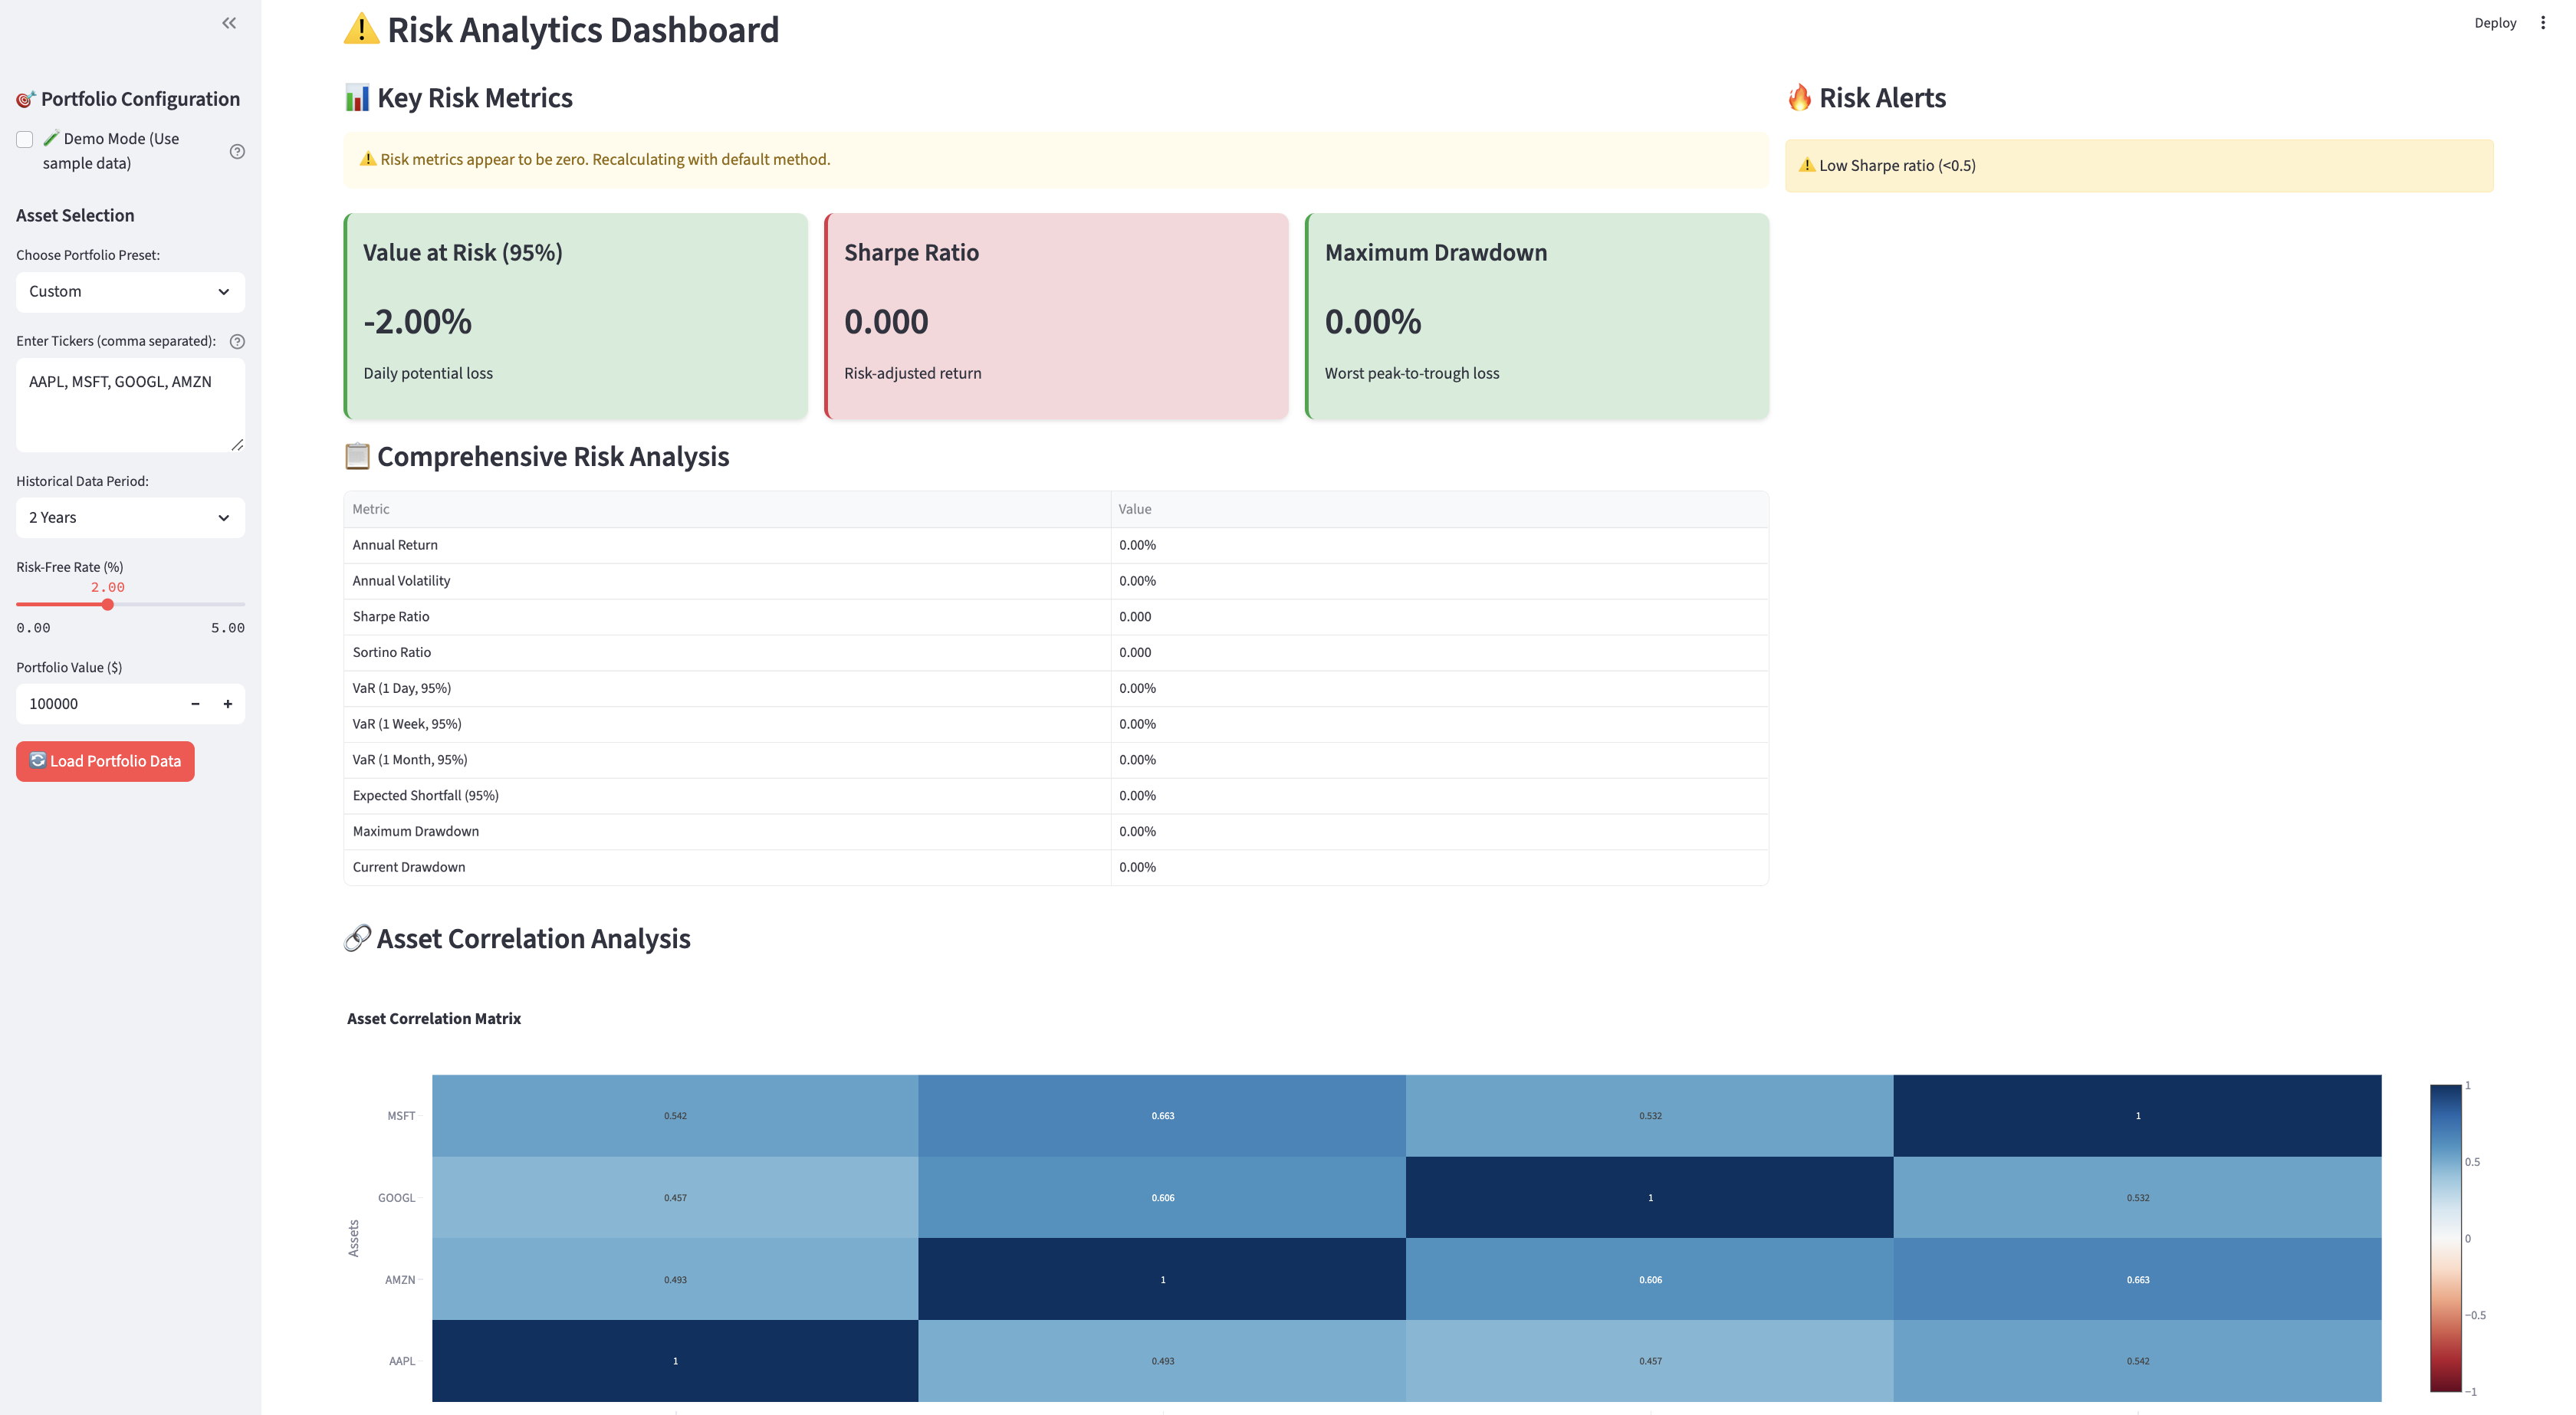 Deploy
🎯 Portfolio Configuration
🧪 Demo Mode (Use
sample data)
Asset Selection
Choose Portfolio Preset:
Custom
Enter Tickers (comma separated):
AAPL, MSFT, GOOGL, AMZN
Historical Data Period:
2 Years
Risk-Free Rate (%)
2.00
0.00 5.00
Portfolio Value ($)
100000
🔄 Load Portfolio Data
⚠️ Risk Analytics Dashboard
📊 Key Risk Metrics
⚠️ Risk metrics appear to be zero. Recalculating with default method.
Value at Risk (95%)
-2.00%
Daily potential loss
Sharpe Ratio
0.000
Risk-adjusted return
Maximum Drawdown
0.00%
Worst peak-to-trough loss
🔥 Risk Alerts
⚠️ Low Sharpe ratio (<0.5)
📋 Comprehensive Risk Analysis
Metric Value
Annual Return 0.00%
Annual Volatility 0.00%
Sharpe Ratio 0.000
Sortino Ratio 0.000
VaR (1 Day, 95%) 0.00%
VaR (1 Week, 95%) 0.00%
VaR (1 Month, 95%) 0.00%
Expected Shortfall (95%) 0.00%
Maximum Drawdown 0.00%
Current Drawdown 0.00%
🔗 Asset Correlation Analysis
Asset Correlation Matrix
Assets
MSFT 0.542 0.663 0.532 1
GOOGL 0.457 0.606 1 0.532
AMZN 0.493 1 0.606 0.663
AAPL 1 0.493 0.457 0.542
1
0.5
0
−0.5
−1